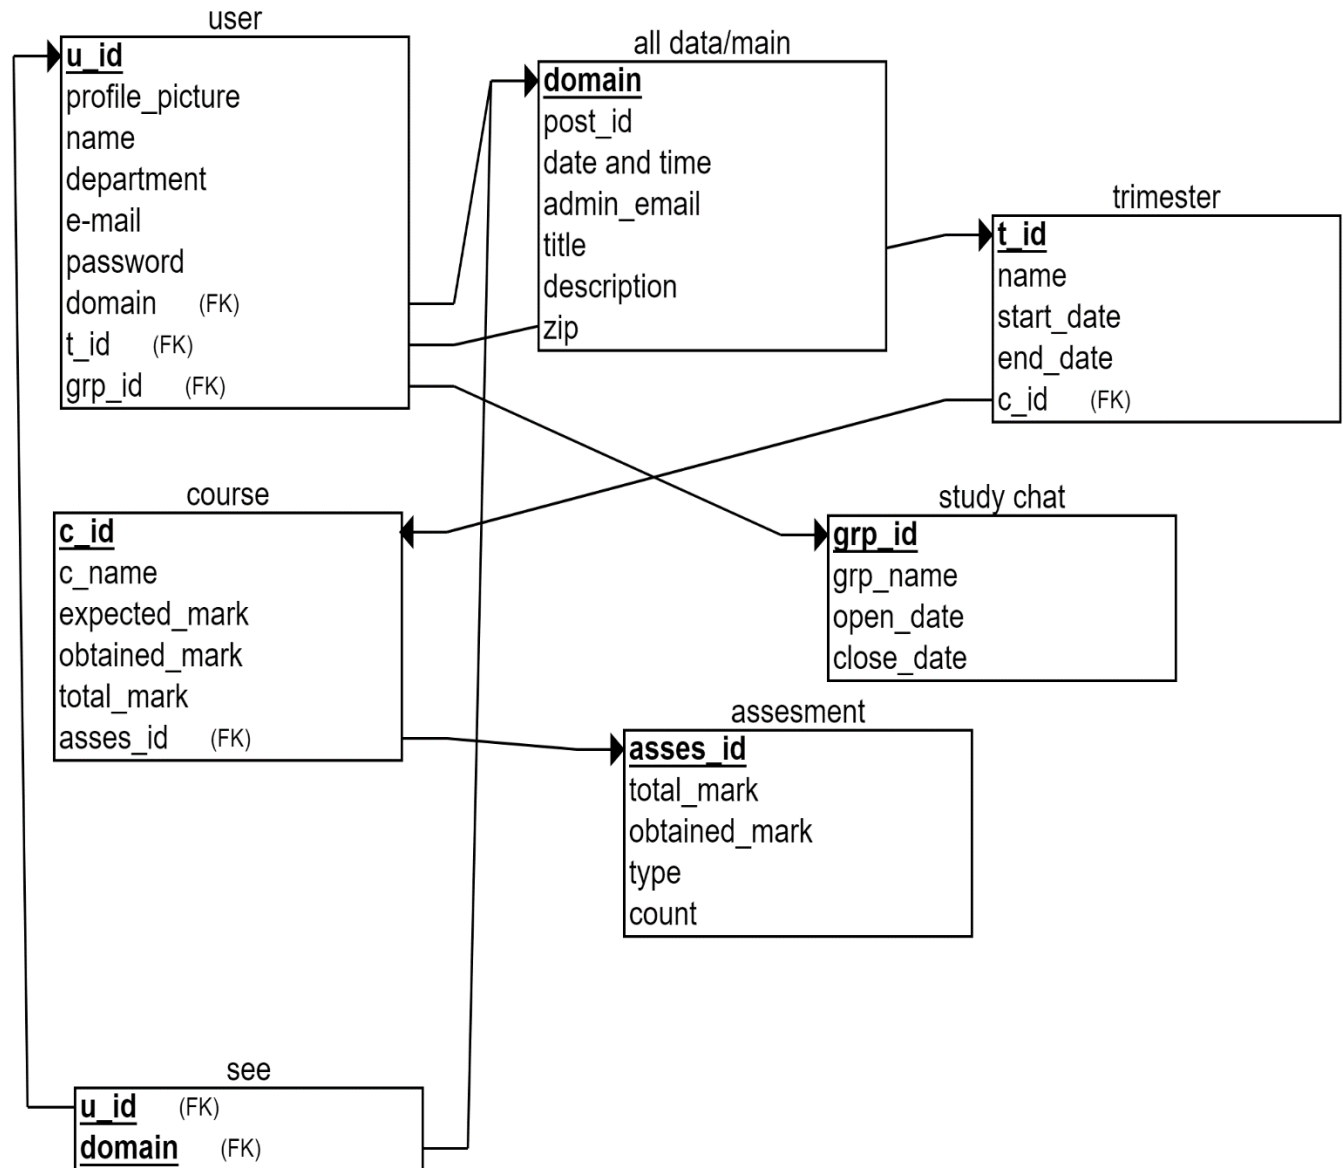 user
u_id
profile_picture
name
department
e-mail
password
domain (FK)
t_id (FK)
grp_id (FK)
all data/main
domain
post_id
date and time
admin_email
title
description
zip
trimester
t_id
name
start_date
end_date
c_id (FK)
course
c_id
c_name
expected_mark
obtained_mark
total_mark
asses_id (FK)
study chat
grp_id
grp_name
open_date
close_date
assesment
asses_id
total_mark
obtained_mark
type
count
see
u_id (FK)
domain (FK)